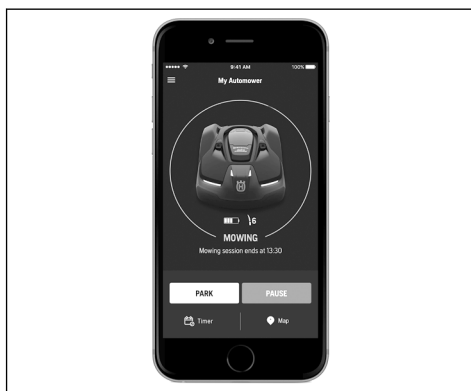 9:41 AM
100%
My Automower
6
MOWING
Mowing session ends at 13:30
PARK
PAUSE
Timer
Map